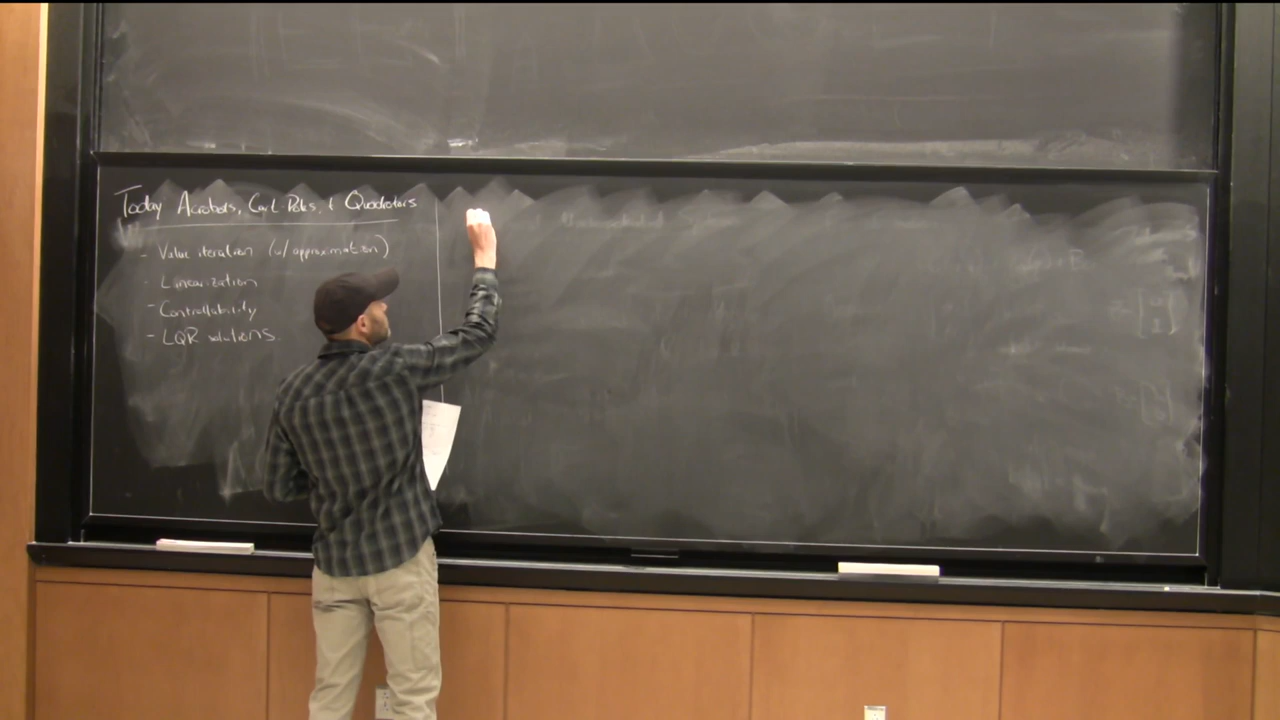 Today Acrobots, Cart-Poles, & Quadrotors
- Value iteration (w/ approximation)
- Linearization
- Controllability
- LQR solutions